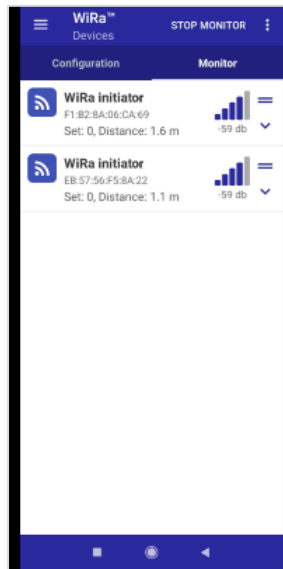 WiRa™
Devices
STOP MONITOR
Configuration
Monitor
WiRa initiator
F1:B2:8A:06:CA:69
Set: 0, Distance: 1.6 m
-59 db
WiRa initiator
EB:57:56:F5:8A:22
Set: 0, Distance: 1.1 m
-59 db